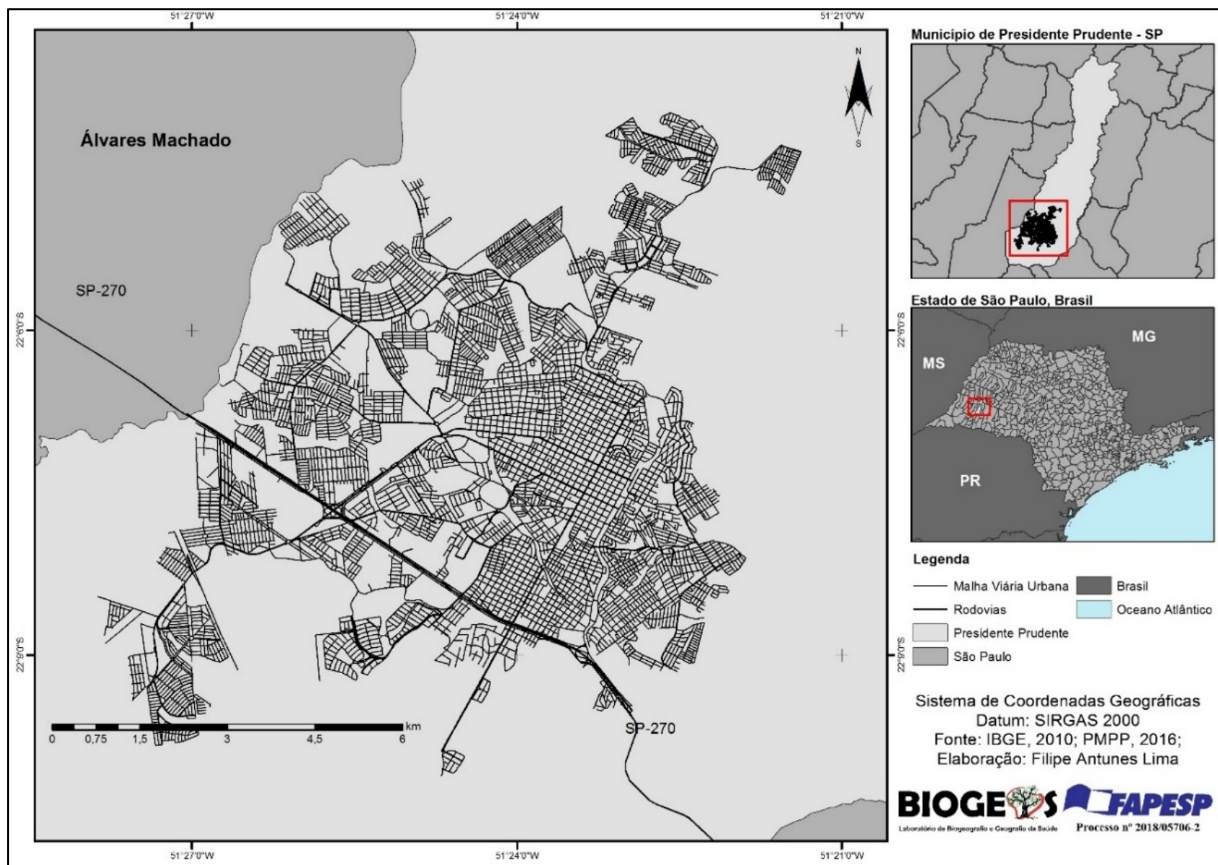 51°27'0"W
51°24'0"W
51°21'0"W
N
S
Álvares Machado
SP-270
22°6'0"S
22°6'0"S
22°9'0"S
22°9'0"S
km
0 0,75 1,5 3 4,5 6
SP-270
51°27'0"W
51°24'0"W
51°21'0"W
Municipio de Presidente Prudente - SP
Estado de São Paulo, Brasil
MG
MS
PR
Legenda
Malha Viária Urbana
Brasil
Rodovias
Oceano Atlântico
Presidente Prudente
São Paulo
Sistema de Coordenadas Geográficas
Datum: SIRGAS 2000
Fonte: IBGE, 2010; PMPP, 2016;
Elaboração: Filipe Antunes Lima
BIOGEOS
Laboratório de Biogeografia e Geografia da Saúde
FAPESP
Processo nº 2018/05706-2